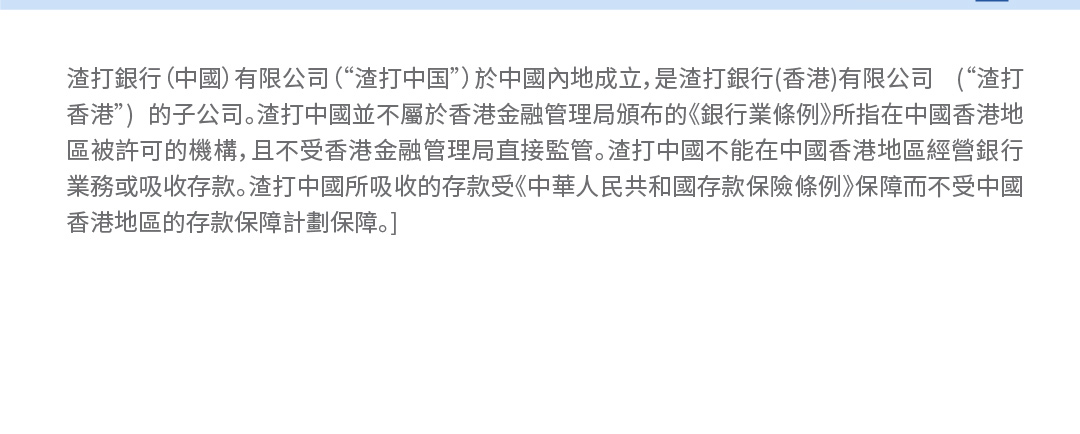 渣打銀行（中國）有限公司（“渣打中国”）於中國內地成立，是渣打銀行(香港)有限公司 （“渣打
香港”） 的子公司。渣打中國並不屬於香港金融管理局頒布的《銀行業條例》所指在中國香港地
區被許可的機構，且不受香港金融管理局直接監管。渣打中國不能在中國香港地區經營銀行
業務或吸收存款。渣打中國所吸收的存款受《中華人民共和國存款保險條例》保障而不受中國
香港地區的存款保障計劃保障。]